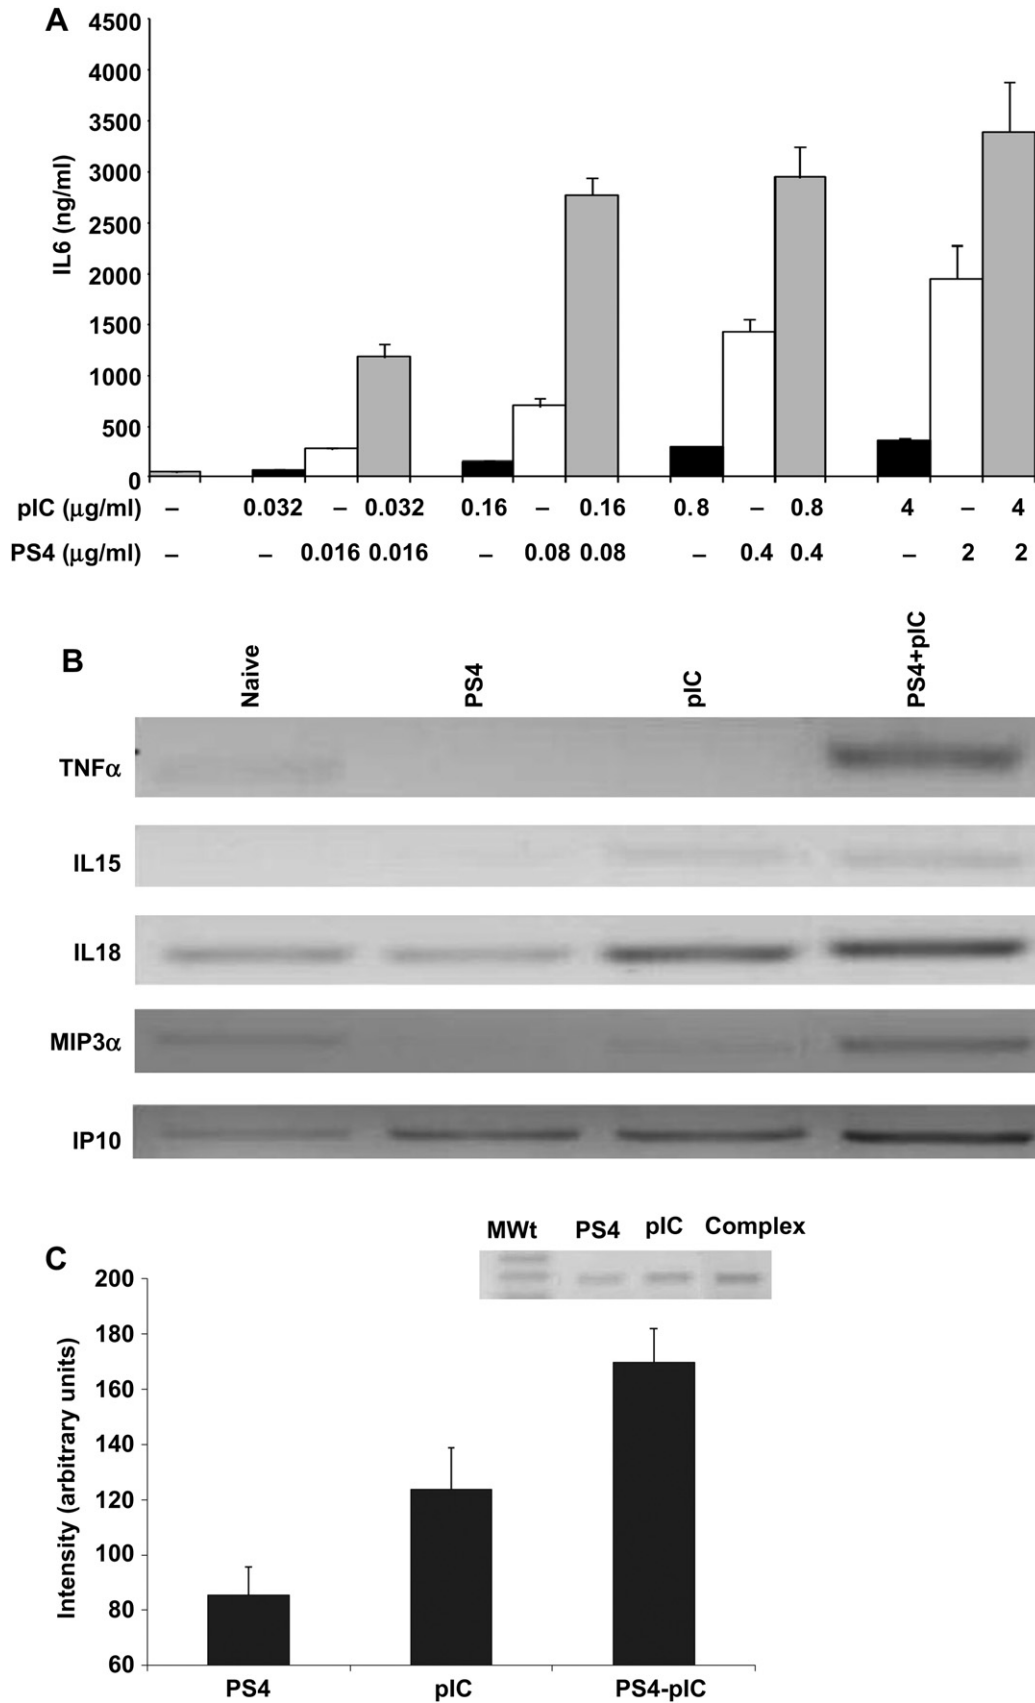 A
4500
4000
3500
3000
2500
2000
1500
1000
500
0
IL6 (ng/ml)
pIC (μg/ml) – 0.032 – 0.032 0.16 – 0.16 0.8 – 0.8 4 – 4
PS4 (μg/ml) – – 0.016 0.016 – 0.08 0.08 – 0.4 0.4 – 2 2
B
Naive PS4 pIC PS4+pIC
TNFα
IL15
IL18
MIP3α
IP10
MWt PS4 pIC Complex
C
200
180
160
140
120
100
80
60
Intensity (arbitrary units)
PS4 pIC PS4-pIC